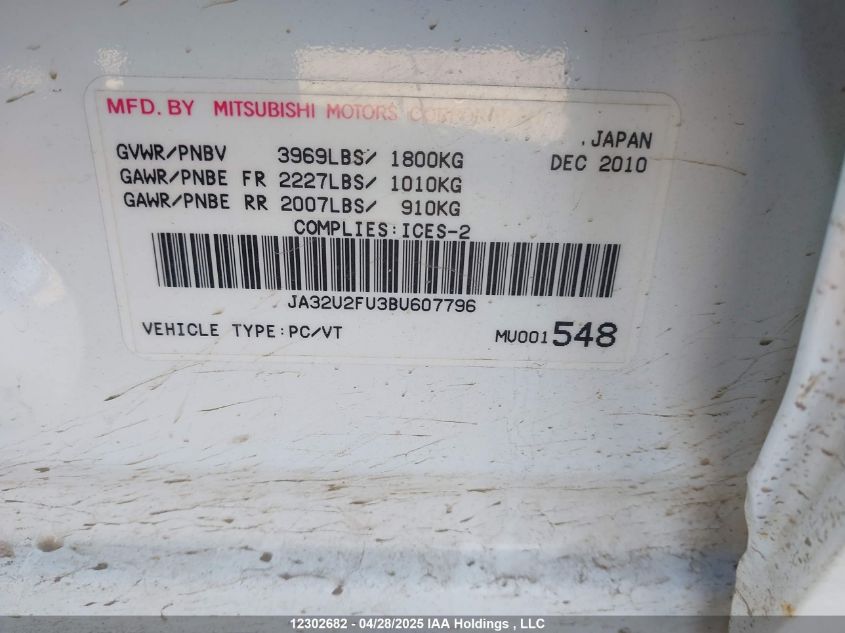 MFD. BY MITSUBISHI MOTORS CORPORATION
.JAPAN
GVWR/PNBV 3969LBS/ 1800KG DEC 2010
GAWR/PNBE FR 2227LBS/ 1010KG
GAWR/PNBE RR 2007LBS/ 910KG
COMPLIES:ICES-2
JA32U2FU3BU607796
VEHICLE TYPE:PC/VT MU001548
12302682 - 04/28/2025 IAA Holdings , LLC